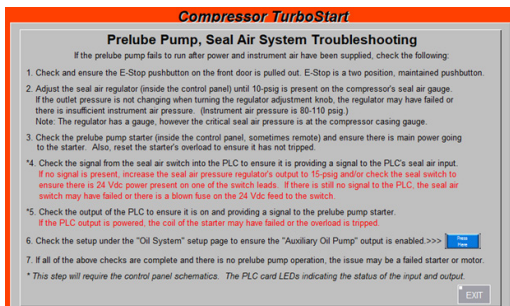 Compressor TurboStart
Prelube Pump, Seal Air System Troubleshooting
If the prelube pump fails to run after power and instrument air have been supplied, check the following:
1. Check and ensure the E-Stop pushbutton on the front door is pulled out. E-Stop is a two position, maintained pushbutton.
2. Adjust the seal air regulator (inside the control panel) until 10-psig is present on the compressor's seal air gauge.
If the outlet pressure is not changing when turning the regulator adjustment knob, the regulator may have failed or
there is insufficient instrument air pressure. (Instrument air pressure is 80-110 psig.)
Note: The regulator has a gauge, however the critical seal air pressure is at the compressor casing gauge.
3. Check the prelube pump starter (inside the control panel, sometimes remote) and ensure there is main power going
to the starter. Also, reset the starter's overload to ensure it has not tripped.
*4. Check the signal from the seal air switch into the PLC to ensure it is providing a signal to the PLC's seal air input.
If no signal is present, increase the seal air pressure regulator's output to 15-psig and/or check the seal switch to
ensure there is 24 Vdc power present on one of the switch leads. If there is still no signal to the PLC, the seal air
switch may have failed or there is a blown fuse on the 24 Vdc feed to the switch.
*5. Check the output of the PLC to ensure it is on and providing a signal to the prelube pump starter.
If the PLC output is powered, the coil of the starter may have failed or the overload is tripped.
6. Check the setup under the "Oil System" setup page to ensure the "Auxiliary Oil Pump" output is enabled.>>>
Press
Here
7. If all of the above checks are complete and there is no prelube pump operation, the issue may be a failed starter or motor.
* This step will require the control panel schematics. The PLC card LEDs indicating the status of the input and output.
EXIT